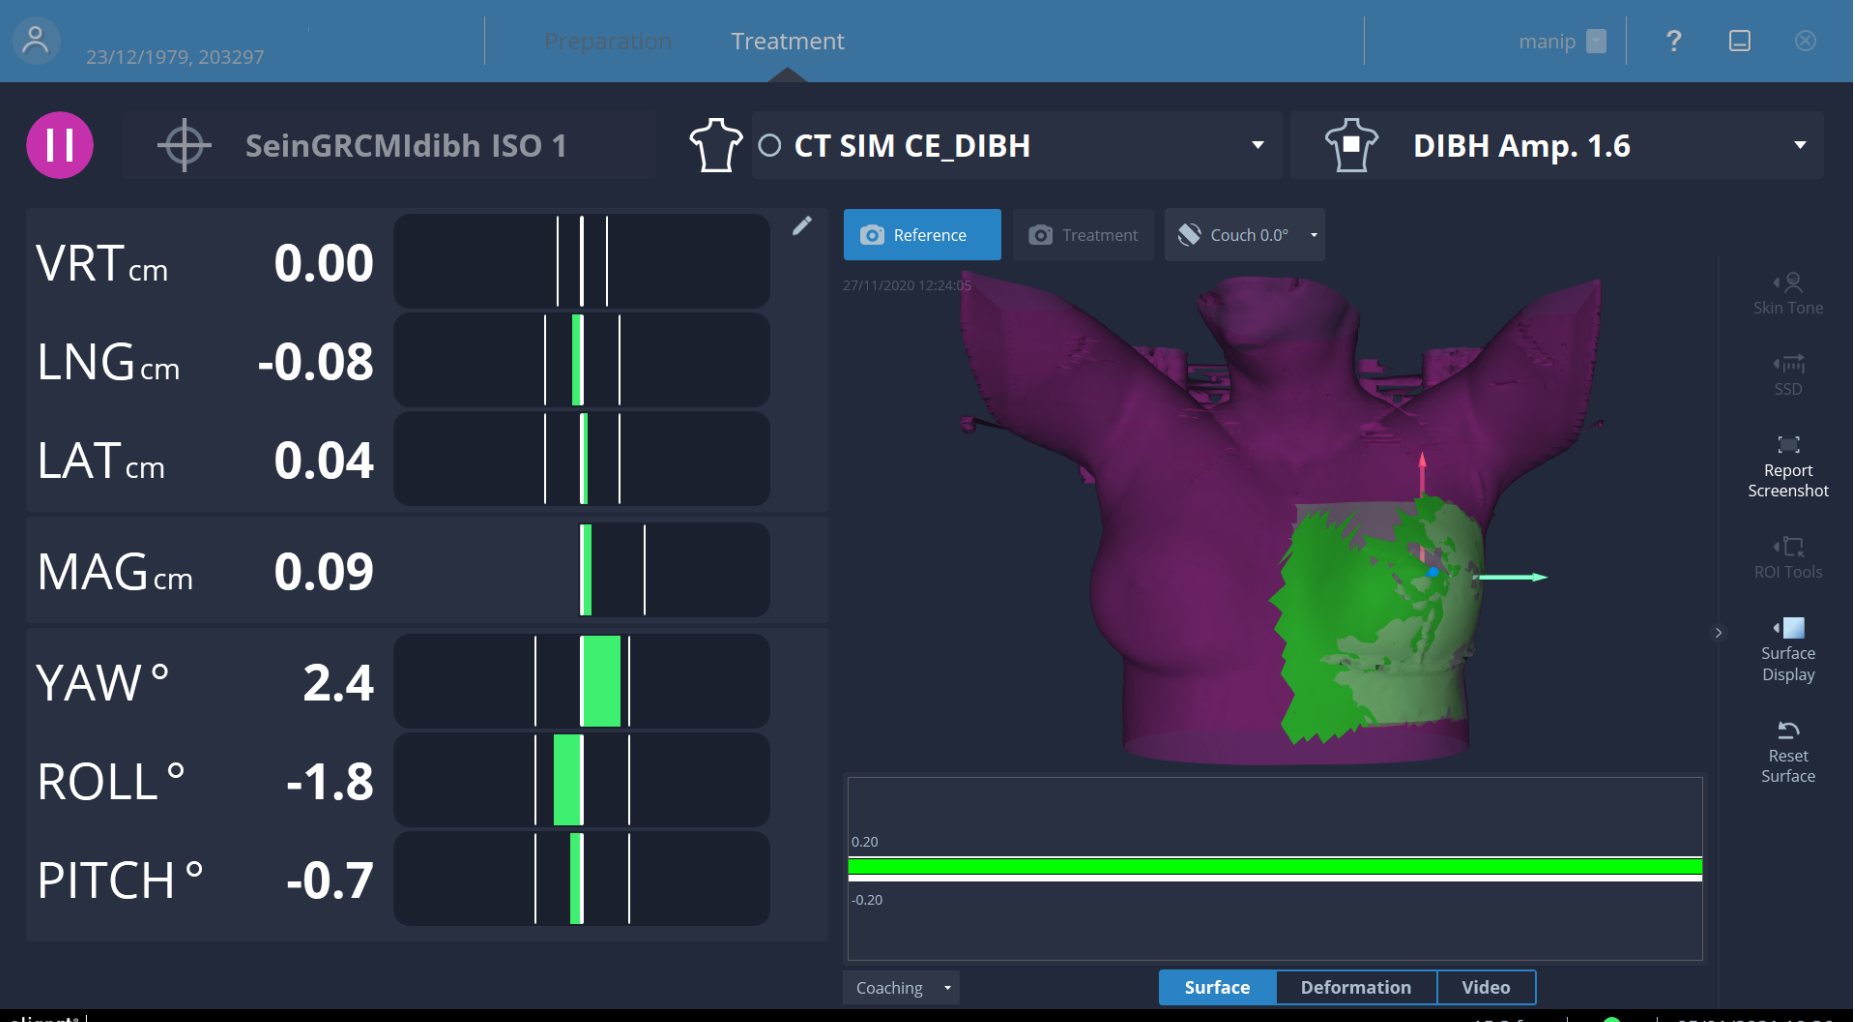 Preparation
Treatment
manip
?
23/12/1979, 203297
SeinGRCMIdibh ISO 1
CT SIM CE_DIBH
DIBH Amp. 1.6
VRT cm 0.00
LNG cm -0.08
LAT cm 0.04
MAG cm 0.09
YAW° 2.4
ROLL° -1.8
PITCH° -0.7
Reference
Treatment
Couch 0.0°
27/11/2020 12:24:05
Skin Tone
SSD
Report
Screenshot
ROI Tools
Surface
Display
Reset
Surface
0.20
-0.20
Coaching
Surface
Deformation
Video